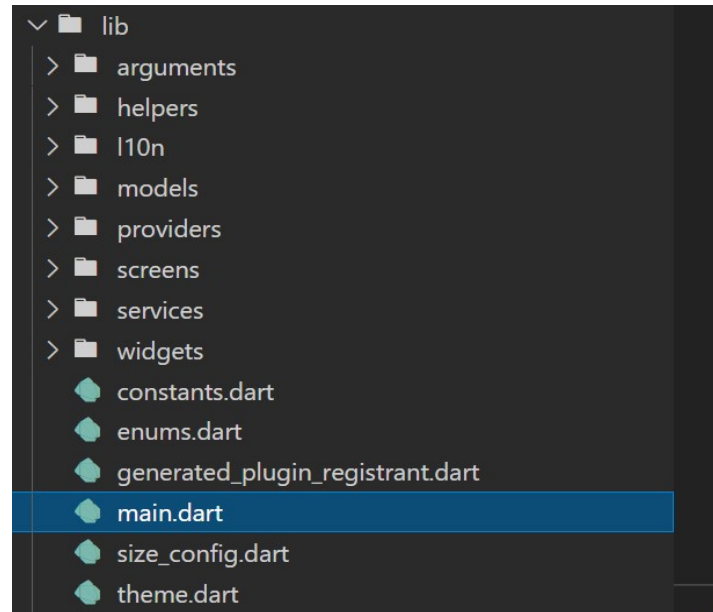 lib
arguments
helpers
l10n
models
providers
screens
services
widgets
constants.dart
enums.dart
generated_plugin_registrant.dart
main.dart
size_config.dart
theme.dart